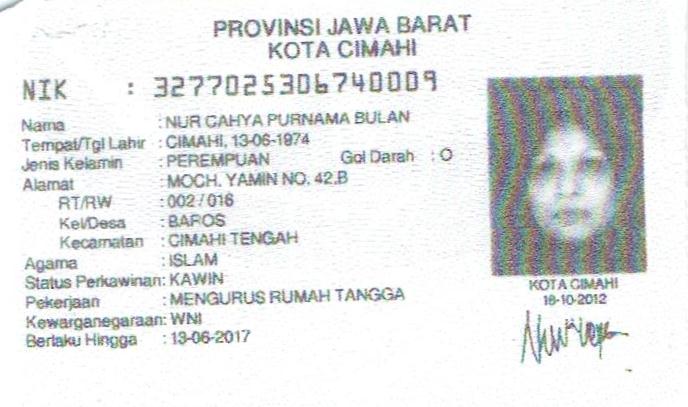 PROVINSI JAWA BARAT
KOTA CIMAHI
NIK : 3277025306740009
Nama : NUR CAHYA PURNAMA BULAN
Tempat/Tgl Lahir : CIMAHI, 13-06-1974
Jenis Kelamin : PEREMPUAN Gol Darah : O
Alamat : MOCH. YAMIN NO. 42.B
RT/RW : 002 / 016
Kel/Desa : BAROS
Kecamatan : CIMAHI TENGAH
Agama : ISLAM
Status Perkawinan: KAWIN
Pekerjaan : MENGURUS RUMAH TANGGA
Kewarganegaraan: WNI
Berlaku Hingga : 13-06-2017
KOTA CIMAHI
18-10-2012